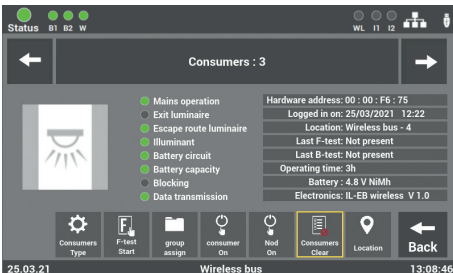 Status B1 B2 W WL I1 I2
Consumers : 3
Mains operation
Exit luminaire
Escape route luminaire
Illuminant
Battery circuit
Battery capacity
Blocking
Data transmission
Hardware address: 00 : 00 : F6 : 75
Logged in on: 25/03/2021 12:22
Location: Wireless bus - 4
Last F-test: Not present
Last B-test: Not present
Operating time: 3h
Battery : 4.8 V NiMh
Electronics: IL-EB wireless V 1.0
Consumers Type
F-test Start
group assign
consumer On
Nod On
Consumers Clear
Location
Back
25.03.21 Wireless bus 13:08:46